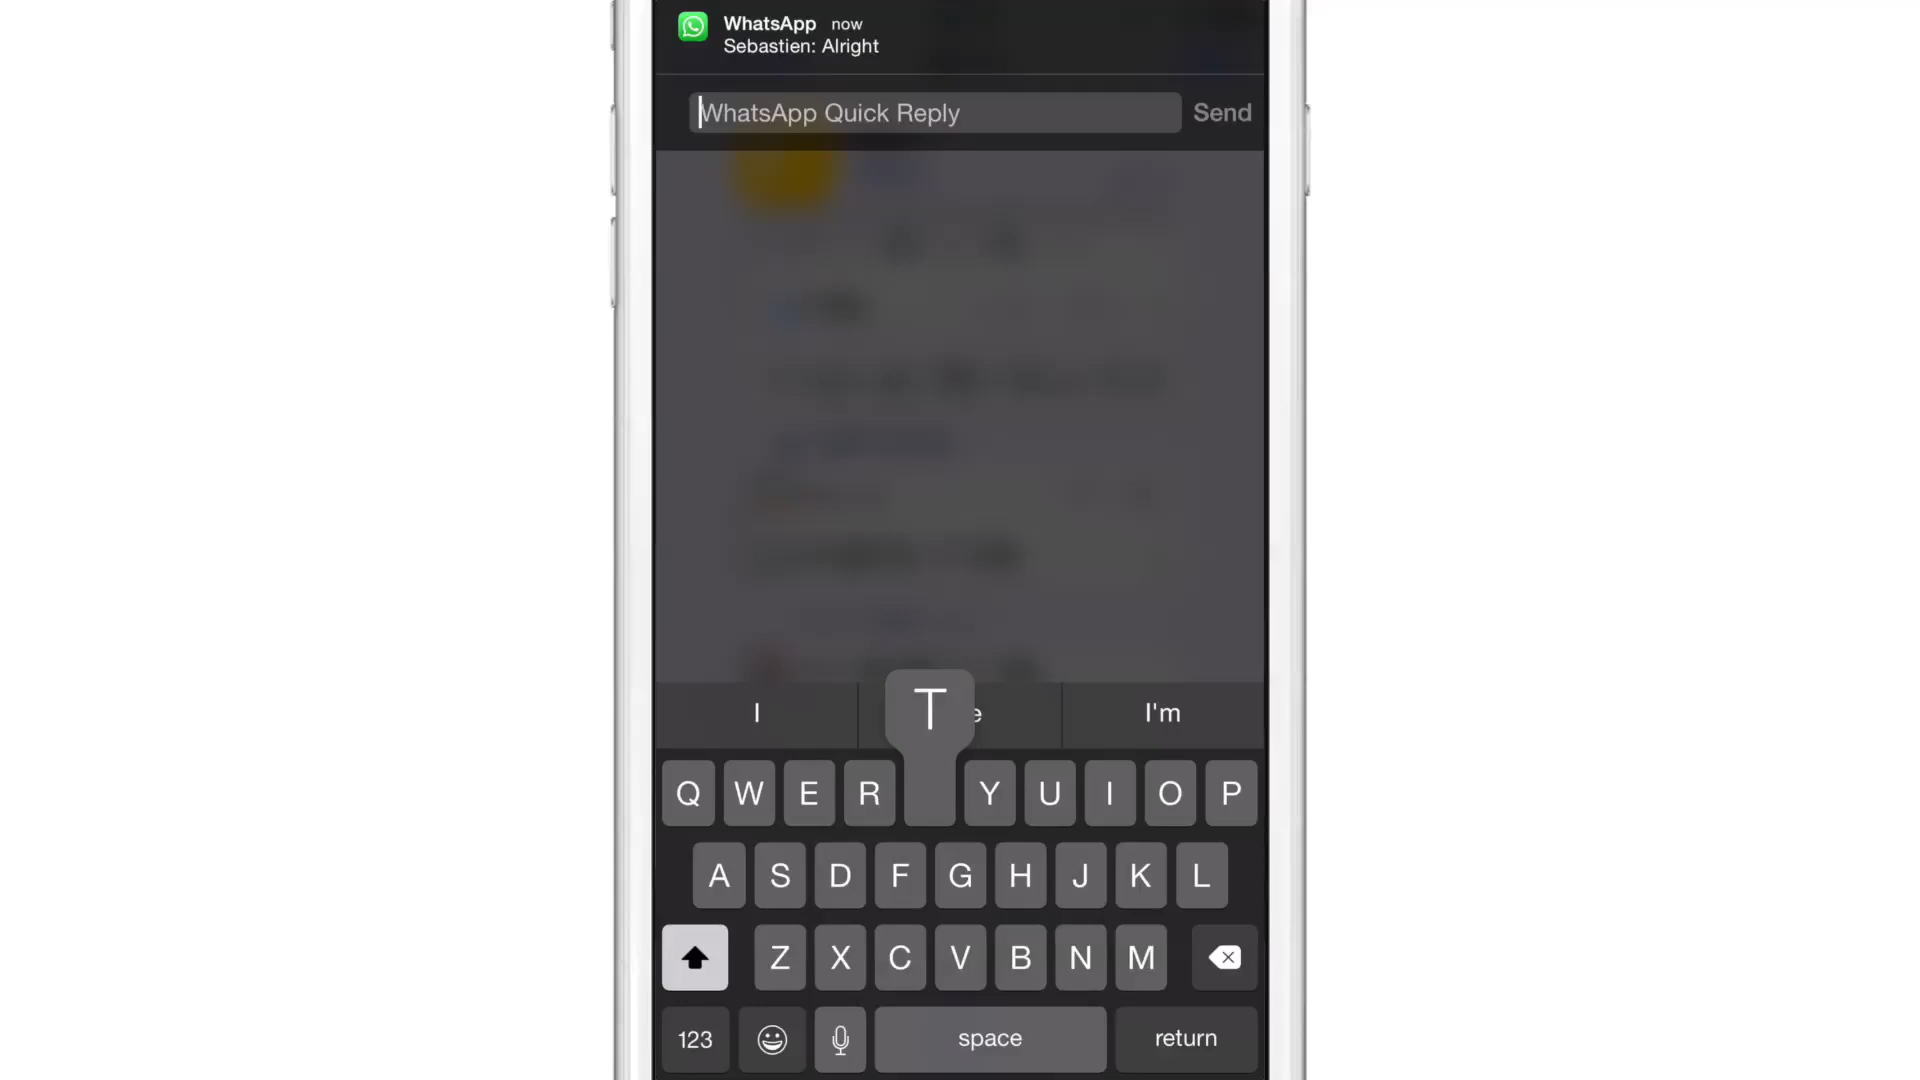 WhatsApp now
Sebastien: Alright
WhatsApp Quick Reply Send
I I'm
T
Q W E R Y U I O P
A S D F G H J K L
Z X C V B N M
123 space return